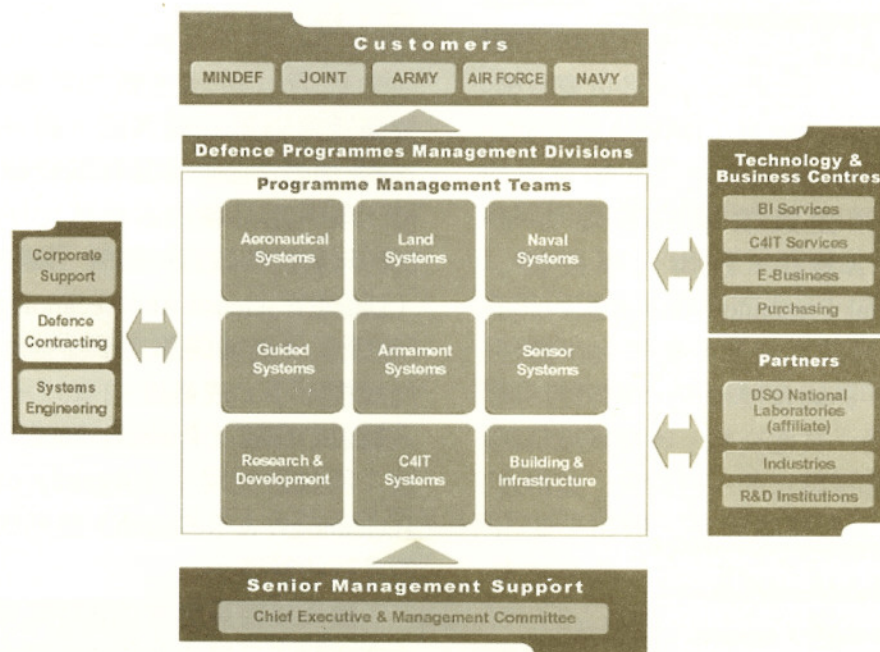 Customers
MINDEF JOINT ARMY AIR FORCE NAVY
Defence Programmes Management Divisions
Programme Management Teams
Aeronautical
Systems
Land
Systems
Naval
Systems
Guided
Systems
Armament
Systems
Sensor
Systems
Research &
Development
C4IT
Systems
Building &
Infrastructure
Corporate
Support
Defence
Contracting
Systems
Engineering
Technology &
Business Centres
BI Services
C4IT Services
E-Business
Purchasing
Partners
DSO National
Laboratories
(affiliate)
Industries
R&D Institutions
Senior Management Support
Chief Executive & Management Committee